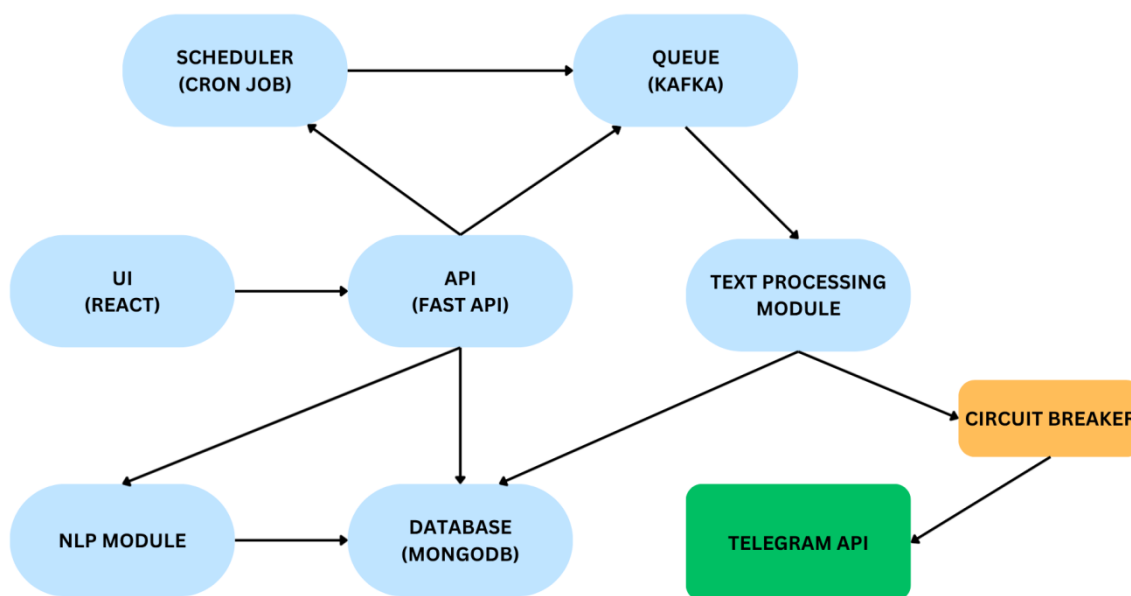 SCHEDULER
(CRON JOB)
QUEUE
(KAFKA)
UI
(REACT)
API
(FAST API)
TEXT PROCESSING
MODULE
CIRCUIT BREAKER
NLP MODULE
DATABASE
(MONGODB)
TELEGRAM API